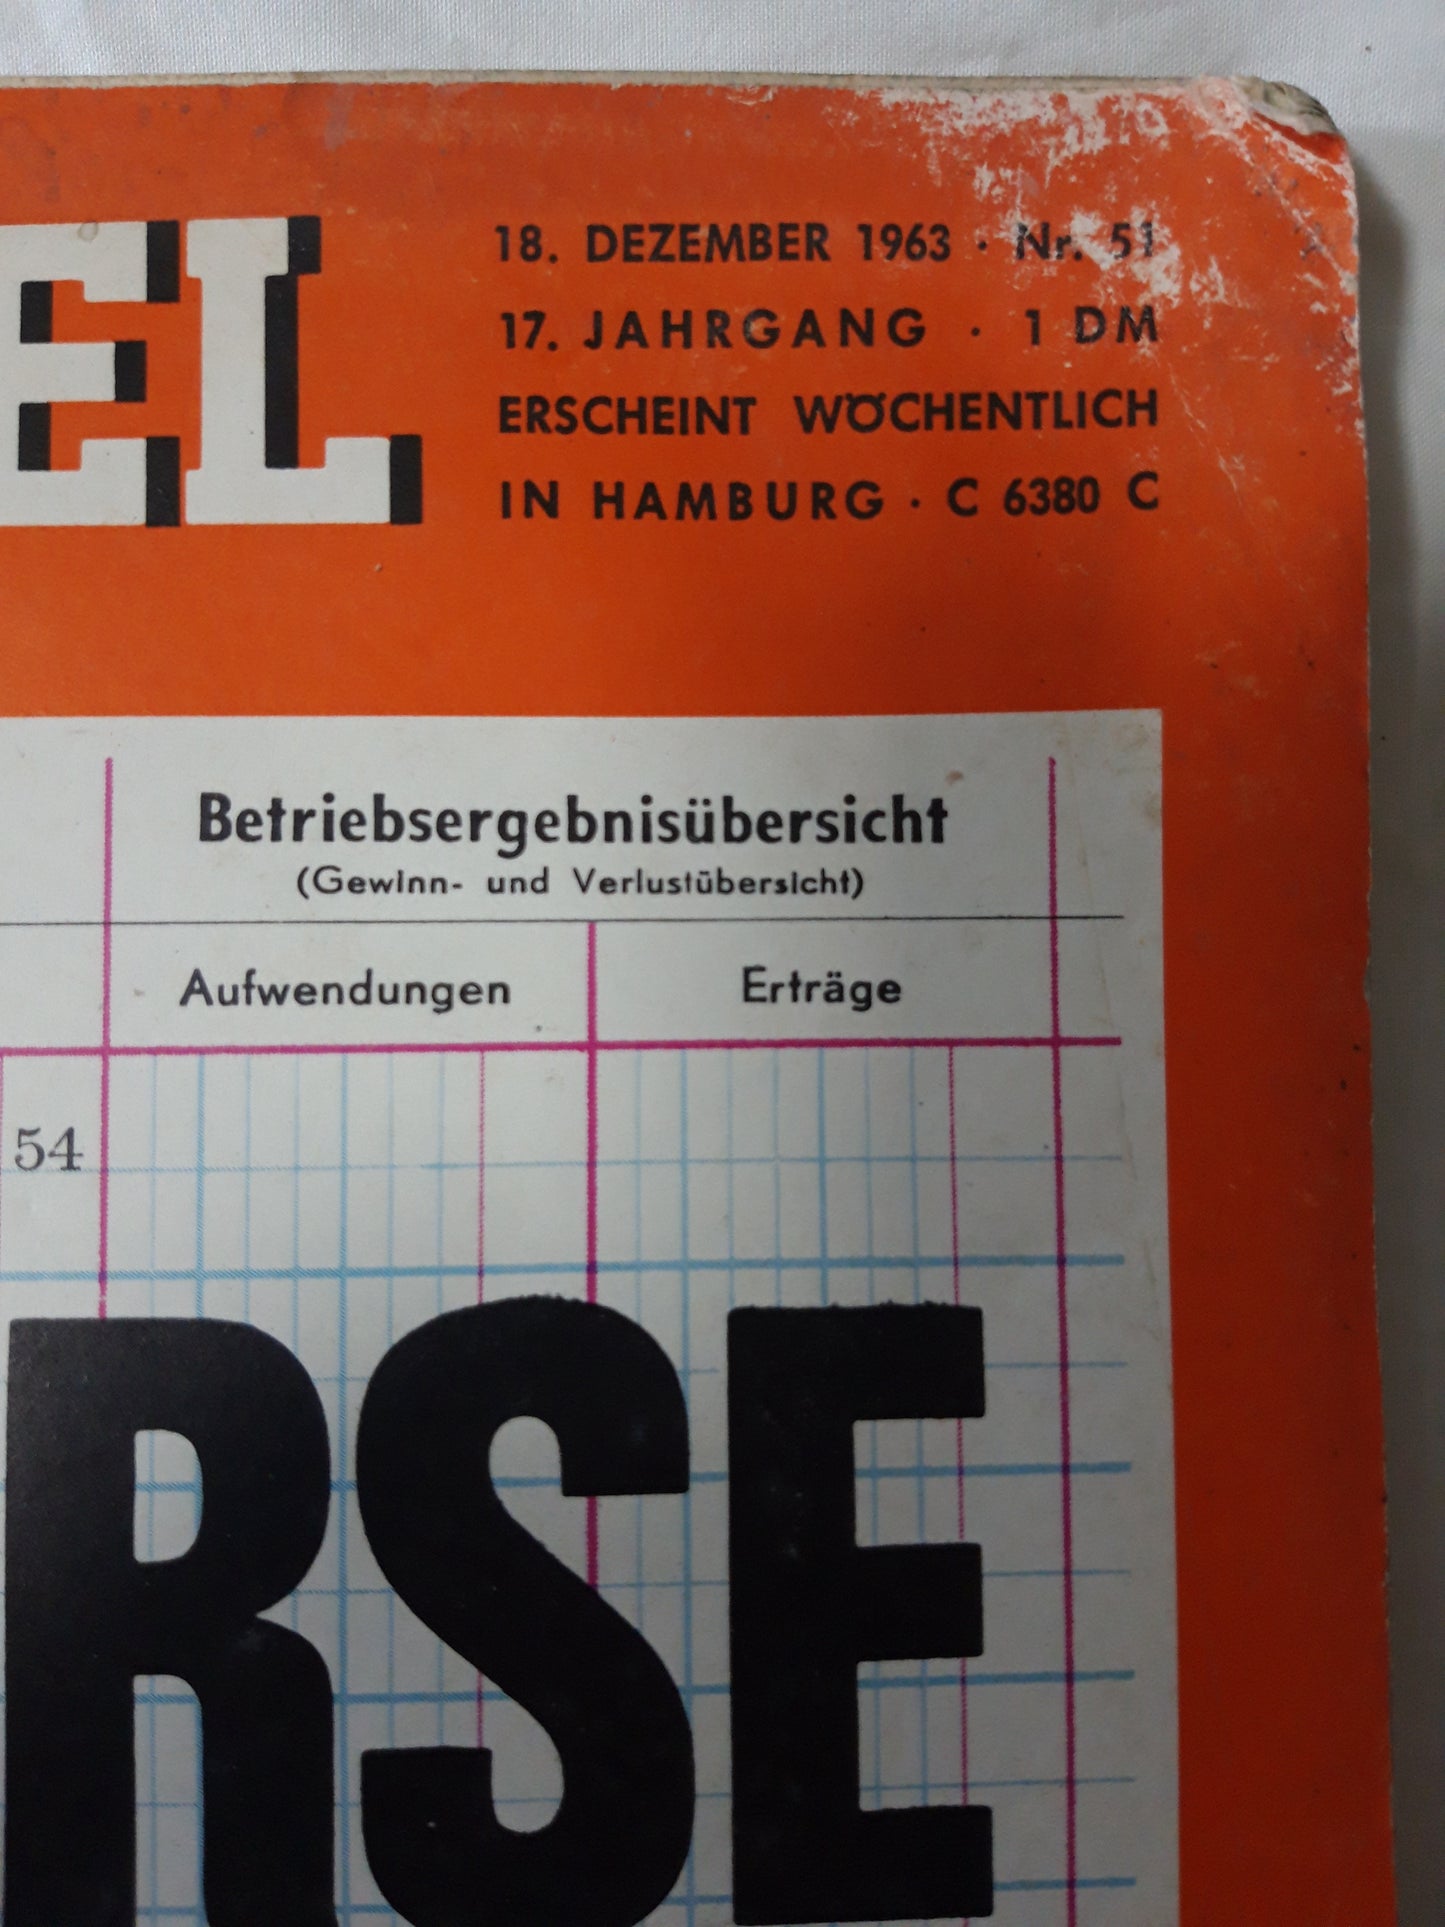 EL
18. DEZEMBER 1963 · Nr. 51
17. JAHRGANG · 1 DM
ERSCHEINT WÖCHENTLICH
IN HAMBURG · C 6380 C
Betriebsergebnisübersicht
(Gewinn- und Verlustübersicht)
Aufwendungen Erträge
54
RSE